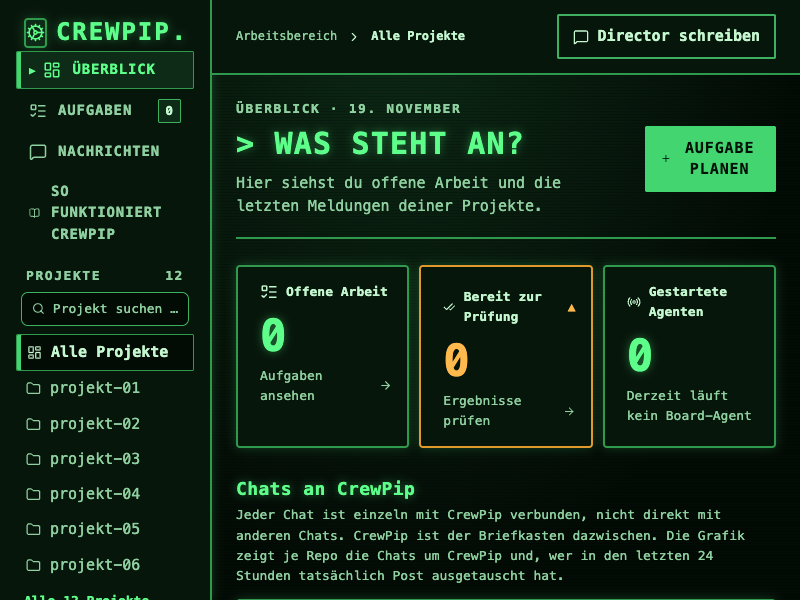 CREWPIP.
ÜBERBLICK
AUFGABEN 0
NACHRICHTEN
SO
FUNKTIONIERT
CREWPIP
PROJEKTE 12
Projekt suchen …
Alle Projekte
projekt-01
projekt-02
projekt-03
projekt-04
projekt-05
projekt-06
Arbeitsbereich > Alle Projekte
Director schreiben
ÜBERBLICK · 19. NOVEMBER
> WAS STEHT AN?
Hier siehst du offene Arbeit und die
letzten Meldungen deiner Projekte.
+ AUFGABE
PLANEN
Offene Arbeit
0
Aufgaben
ansehen →
Bereit zur
Prüfung
0
Ergebnisse
prüfen →
Gestartete
Agenten
0
Derzeit läuft
kein Board-Agent
Chats an CrewPip
Jeder Chat ist einzeln mit CrewPip verbunden, nicht direkt mit
anderen Chats. CrewPip ist der Briefkasten dazwischen. Die Grafik
zeigt je Repo die Chats um CrewPip und, wer in den letzten 24
Stunden tatsächlich Post ausgetauscht hat.